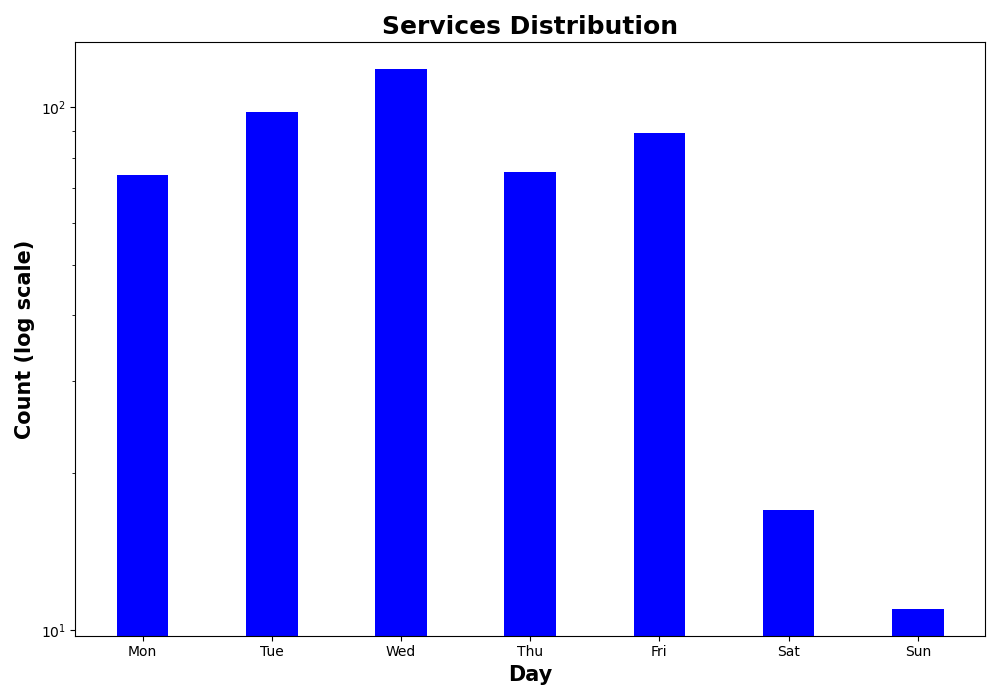 Services Distribution
Count (log scale)
10²
10¹
Mon Tue Wed Thu Fri Sat Sun
Day